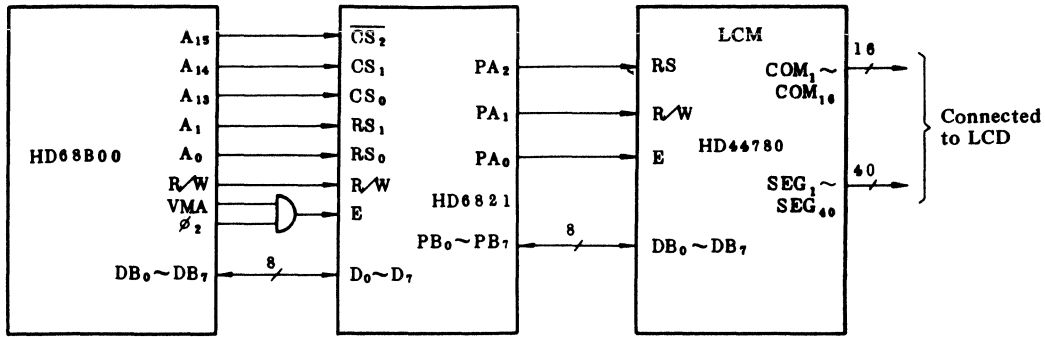 HD68B00
A₁₅
A₁₄
A₁₃
A₁
A₀
R/W
VMA
ϕ₂
DB₀~DB₇
8
C̅S̅₂̅
CS₁
CS₀
RS₁
RS₀
R/W
E
D₀~D₇
HD6821
PA₂
PA₁
PA₀
PB₀~PB₇
8
LCM
RS
R/W
E
DB₀~DB₇
HD44780
COM₁~
COM₁₆
SEG₁~
SEG₄₀
16
40
Connected
to LCD